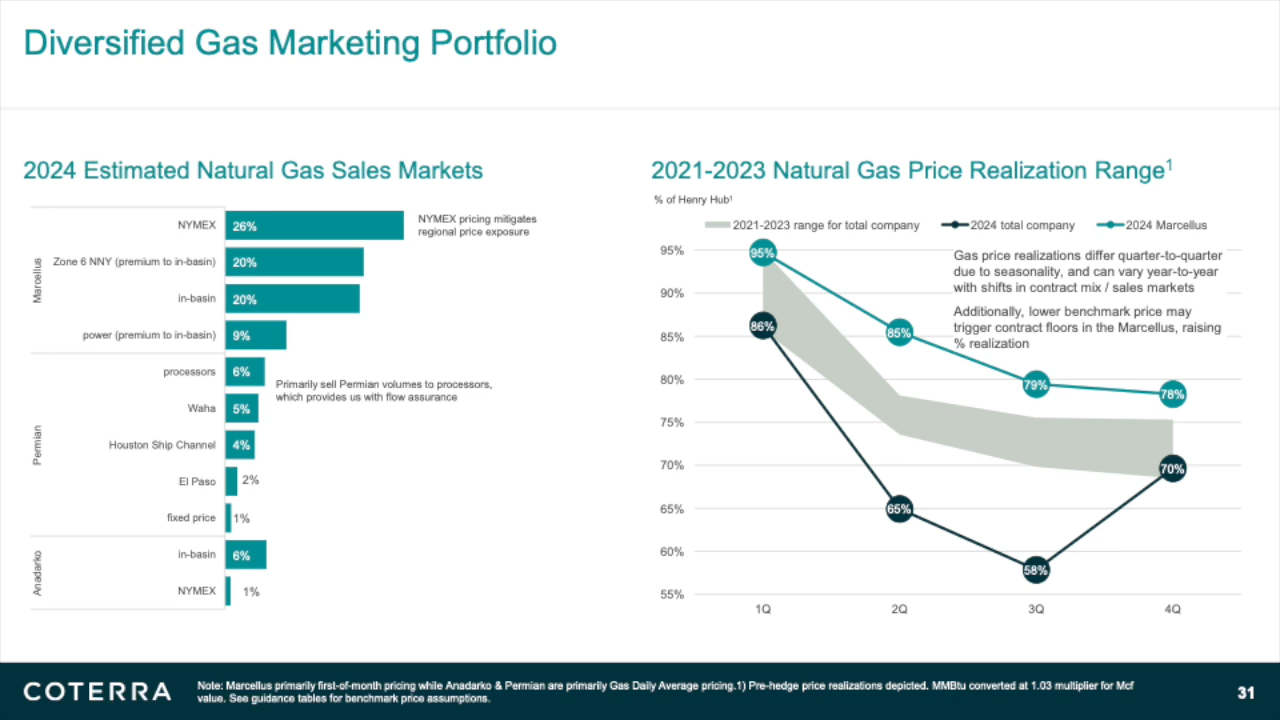 Diversified Gas Marketing Portfolio
2024 Estimated Natural Gas Sales Markets
Marcellus
NYMEX 26%
NYMEX pricing mitigates
regional price exposure
Zone 6 NNY (premium to in-basin) 20%
in-basin 20%
power (premium to in-basin) 9%
Permian
processors 6%
Primarily sell Permian volumes to processors,
which provides us with flow assurance
Waha 5%
Houston Ship Channel 4%
El Paso 2%
fixed price 1%
Anadarko
in-basin 6%
NYMEX 1%
2021-2023 Natural Gas Price Realization Range¹
% of Henry Hub¹
2021-2023 range for total company 2024 total company 2024 Marcellus
Gas price realizations differ quarter-to-quarter
due to seasonality, and can vary year-to-year
with shifts in contract mix / sales markets
Additionally, lower benchmark price may
trigger contract floors in the Marcellus, raising
% realization
95%
90%
85%
80%
75%
70%
65%
60%
55%
95%
85%
79%
78%
86%
65%
58%
70%
1Q 2Q 3Q 4Q
COTERRA
Note: Marcellus primarily first-of-month pricing while Anadarko & Permian are primarily Gas Daily Average pricing.1) Pre-hedge price realizations depicted. MMBtu converted at 1.03 multiplier for Mcf
value. See guidance tables for benchmark price assumptions.
31